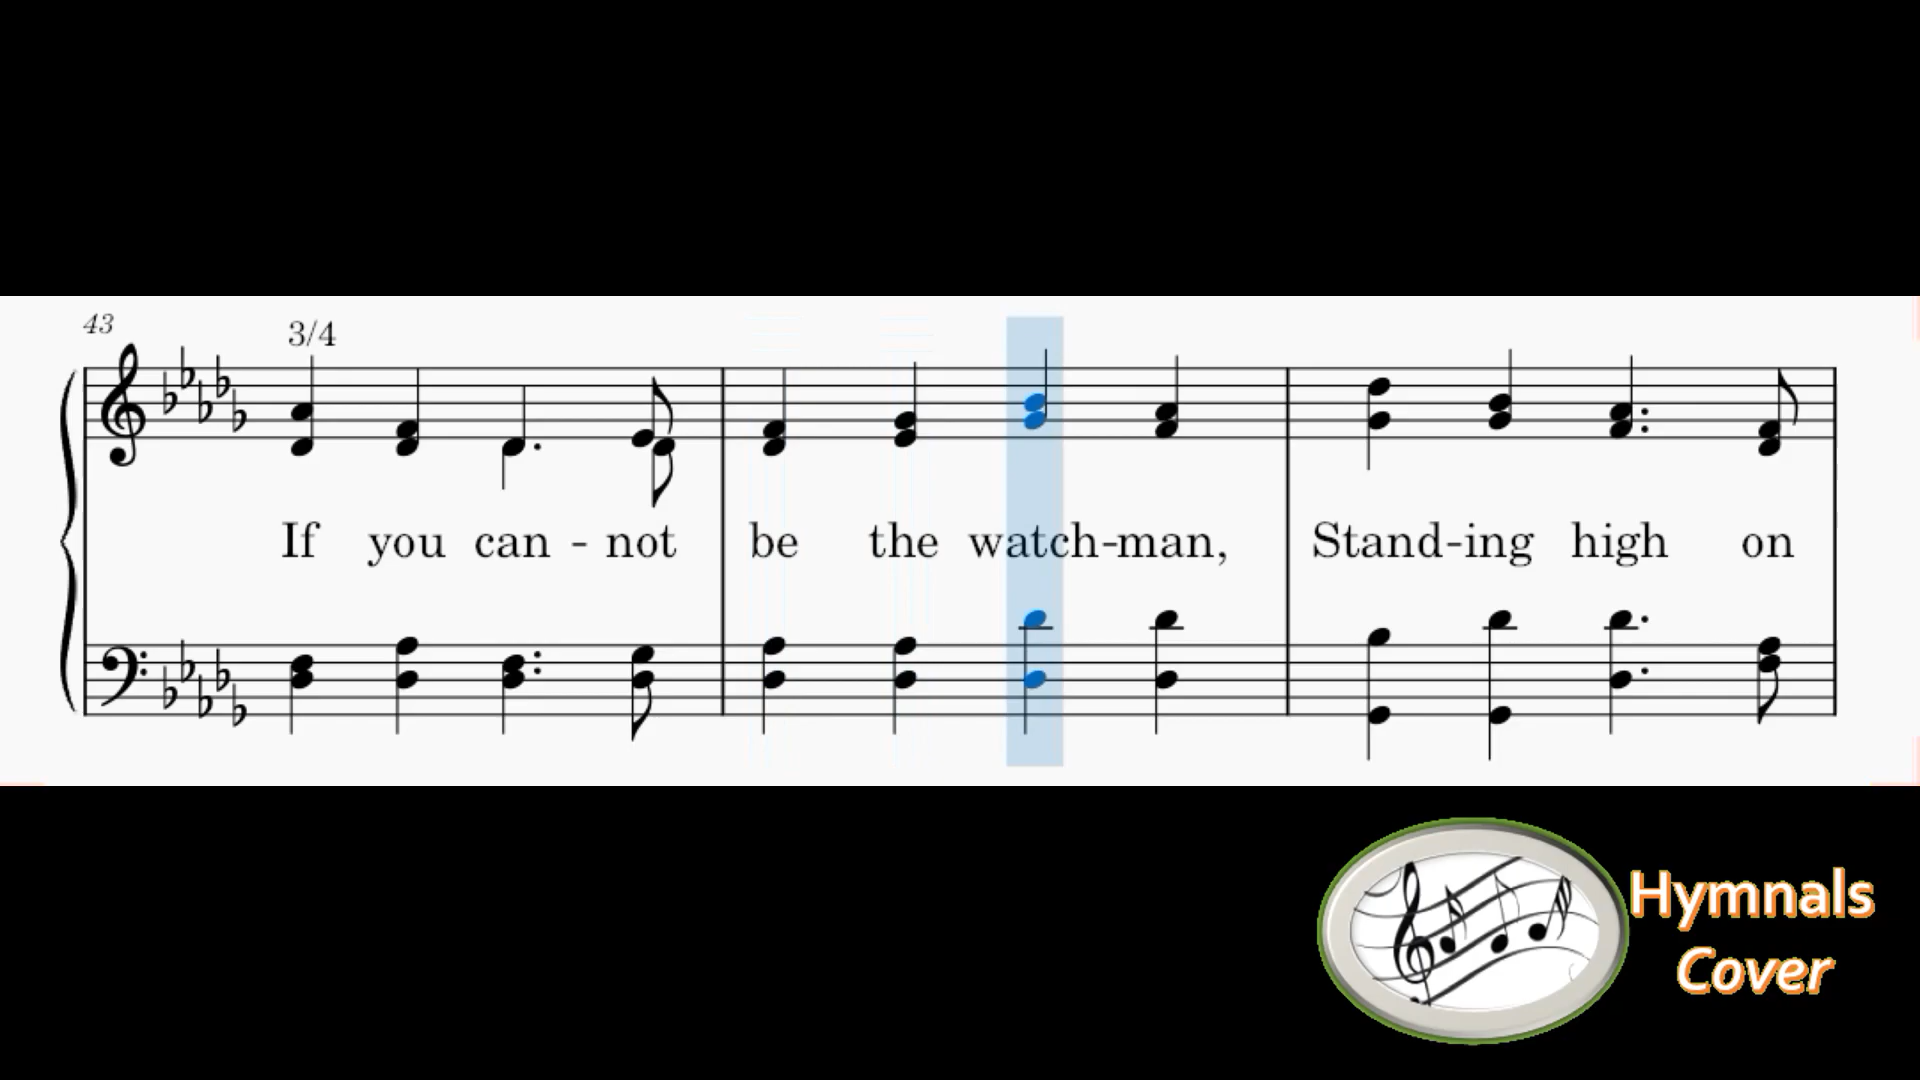 43
3/4
If you can - not be the watch-man, Stand-ing high on
Hymnals
Cover